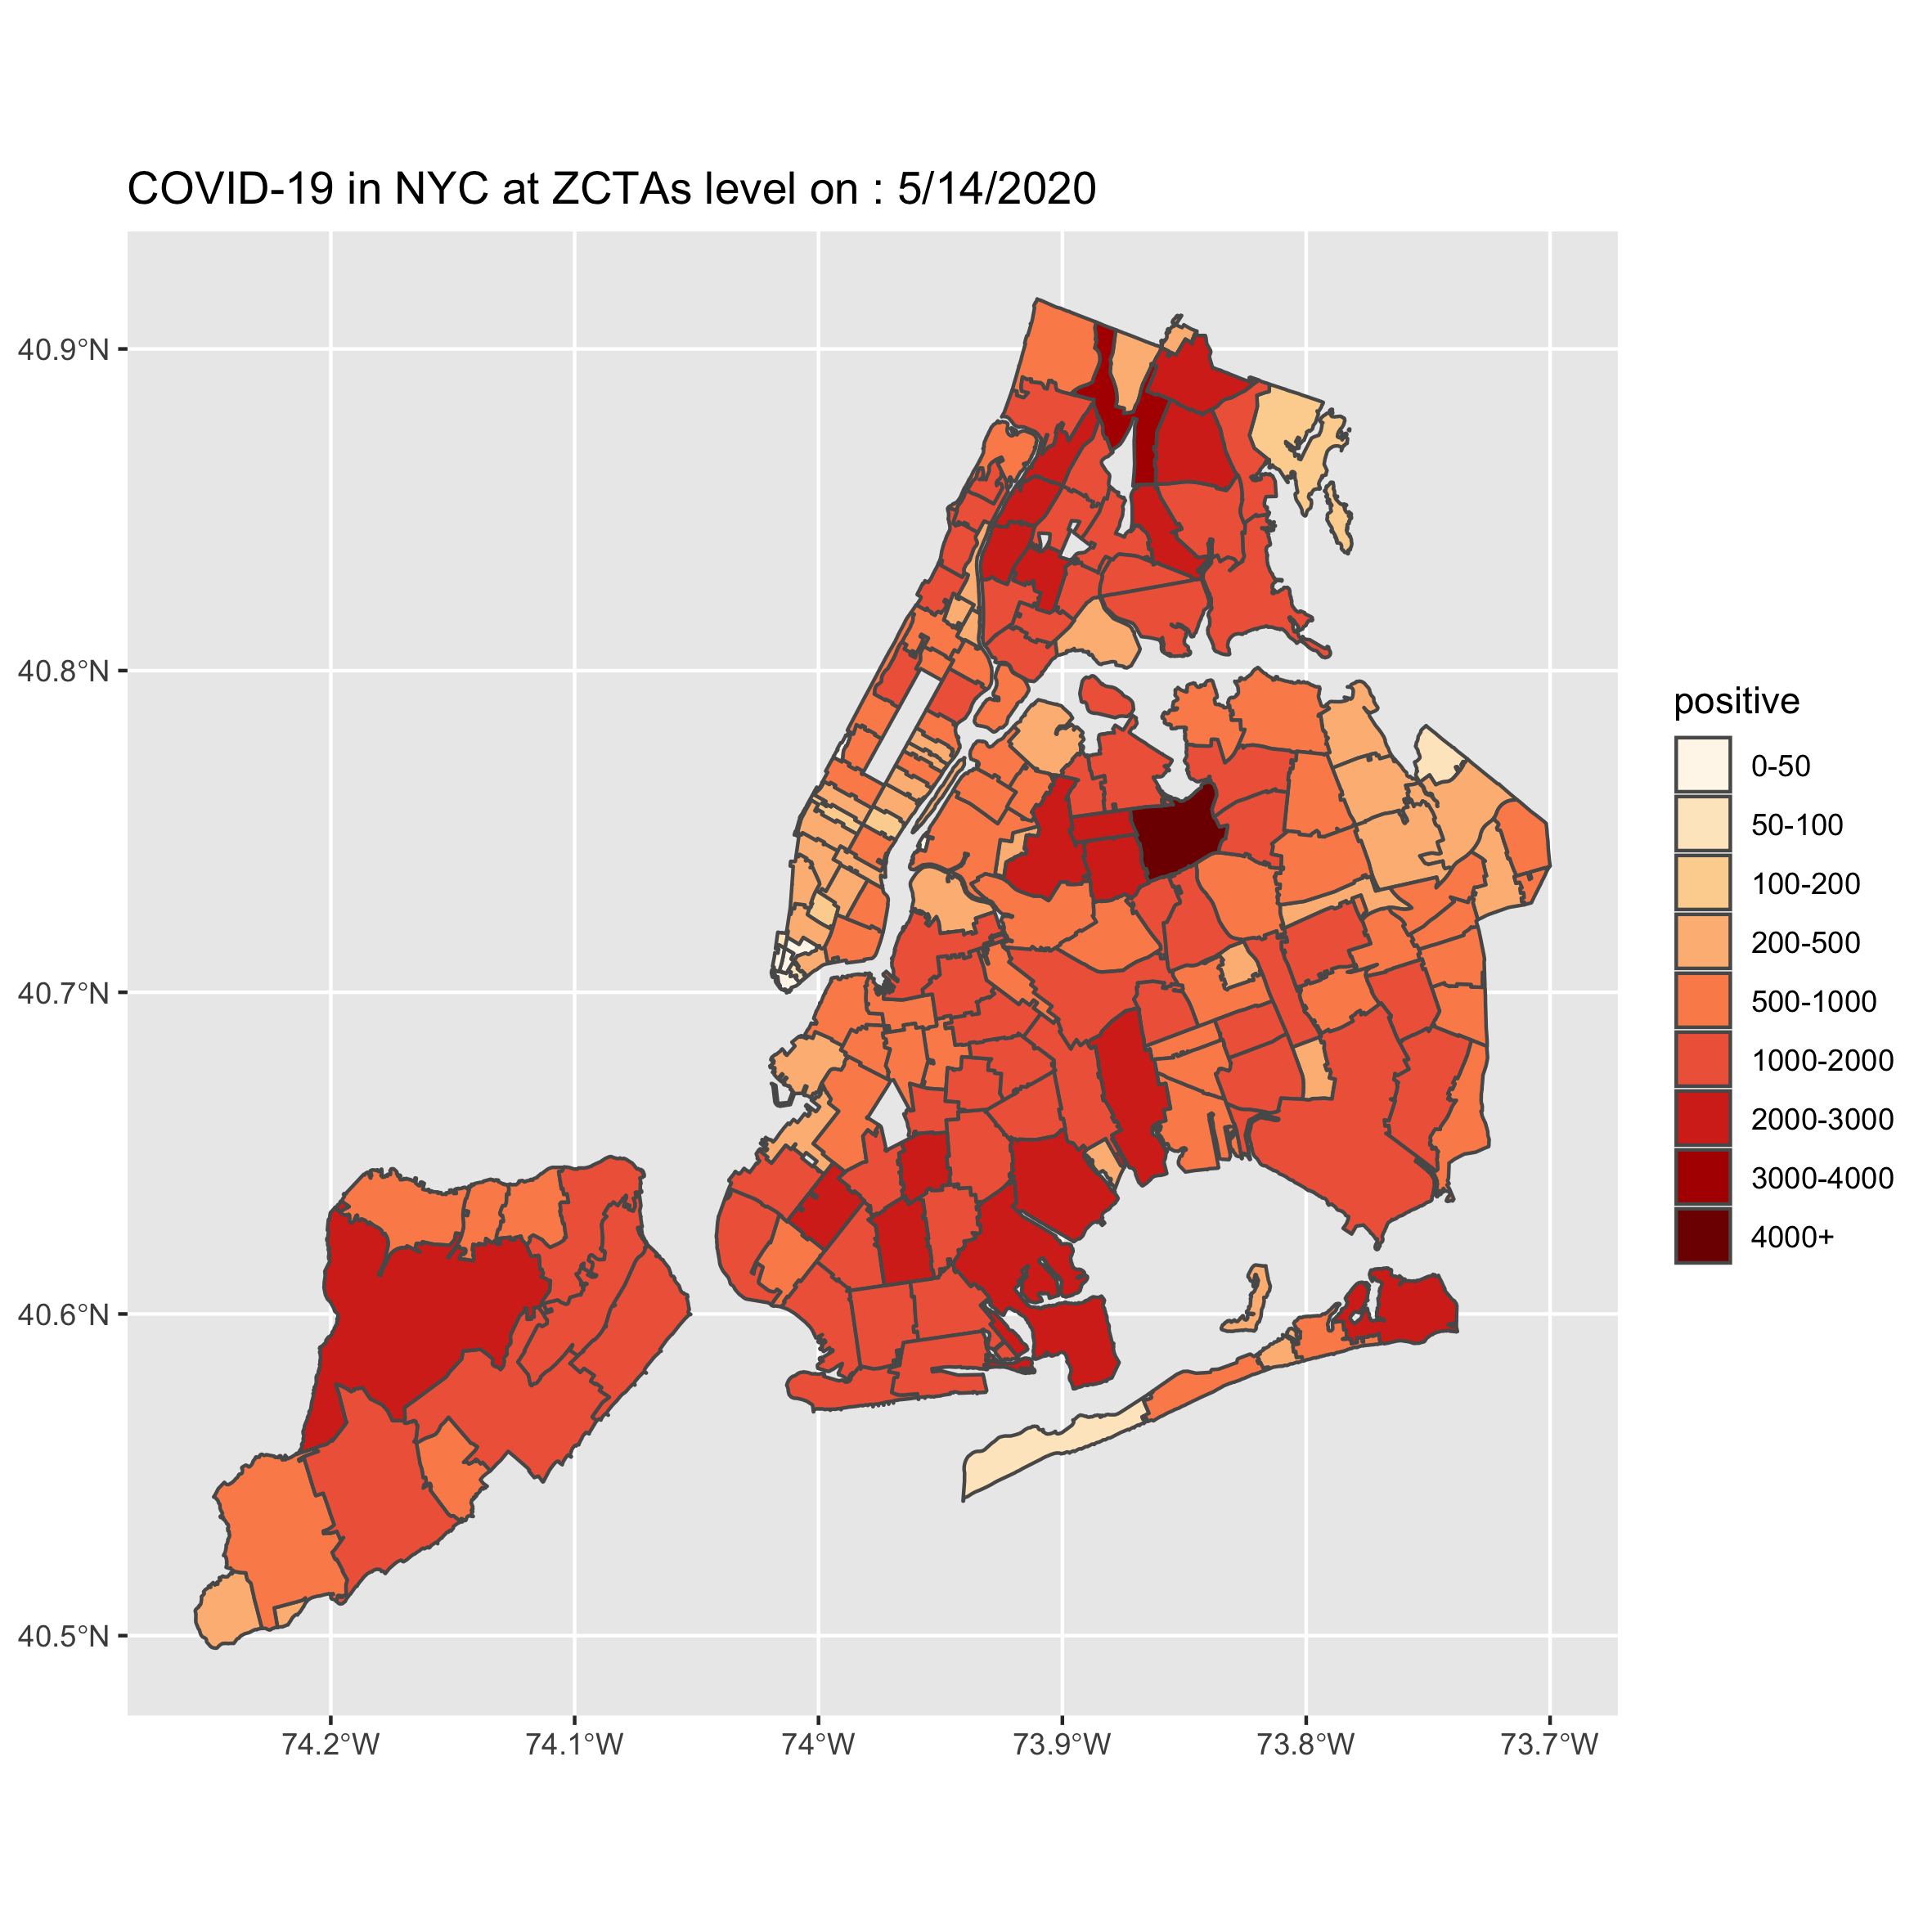 COVID-19 in NYC at ZCTAs level on : 5/14/2020
40.9°N
40.8°N
40.7°N
40.6°N
40.5°N
74.2°W
74.1°W
74°W
73.9°W
73.8°W
73.7°W
positive
0-50
50-100
100-200
200-500
500-1000
1000-2000
2000-3000
3000-4000
4000+